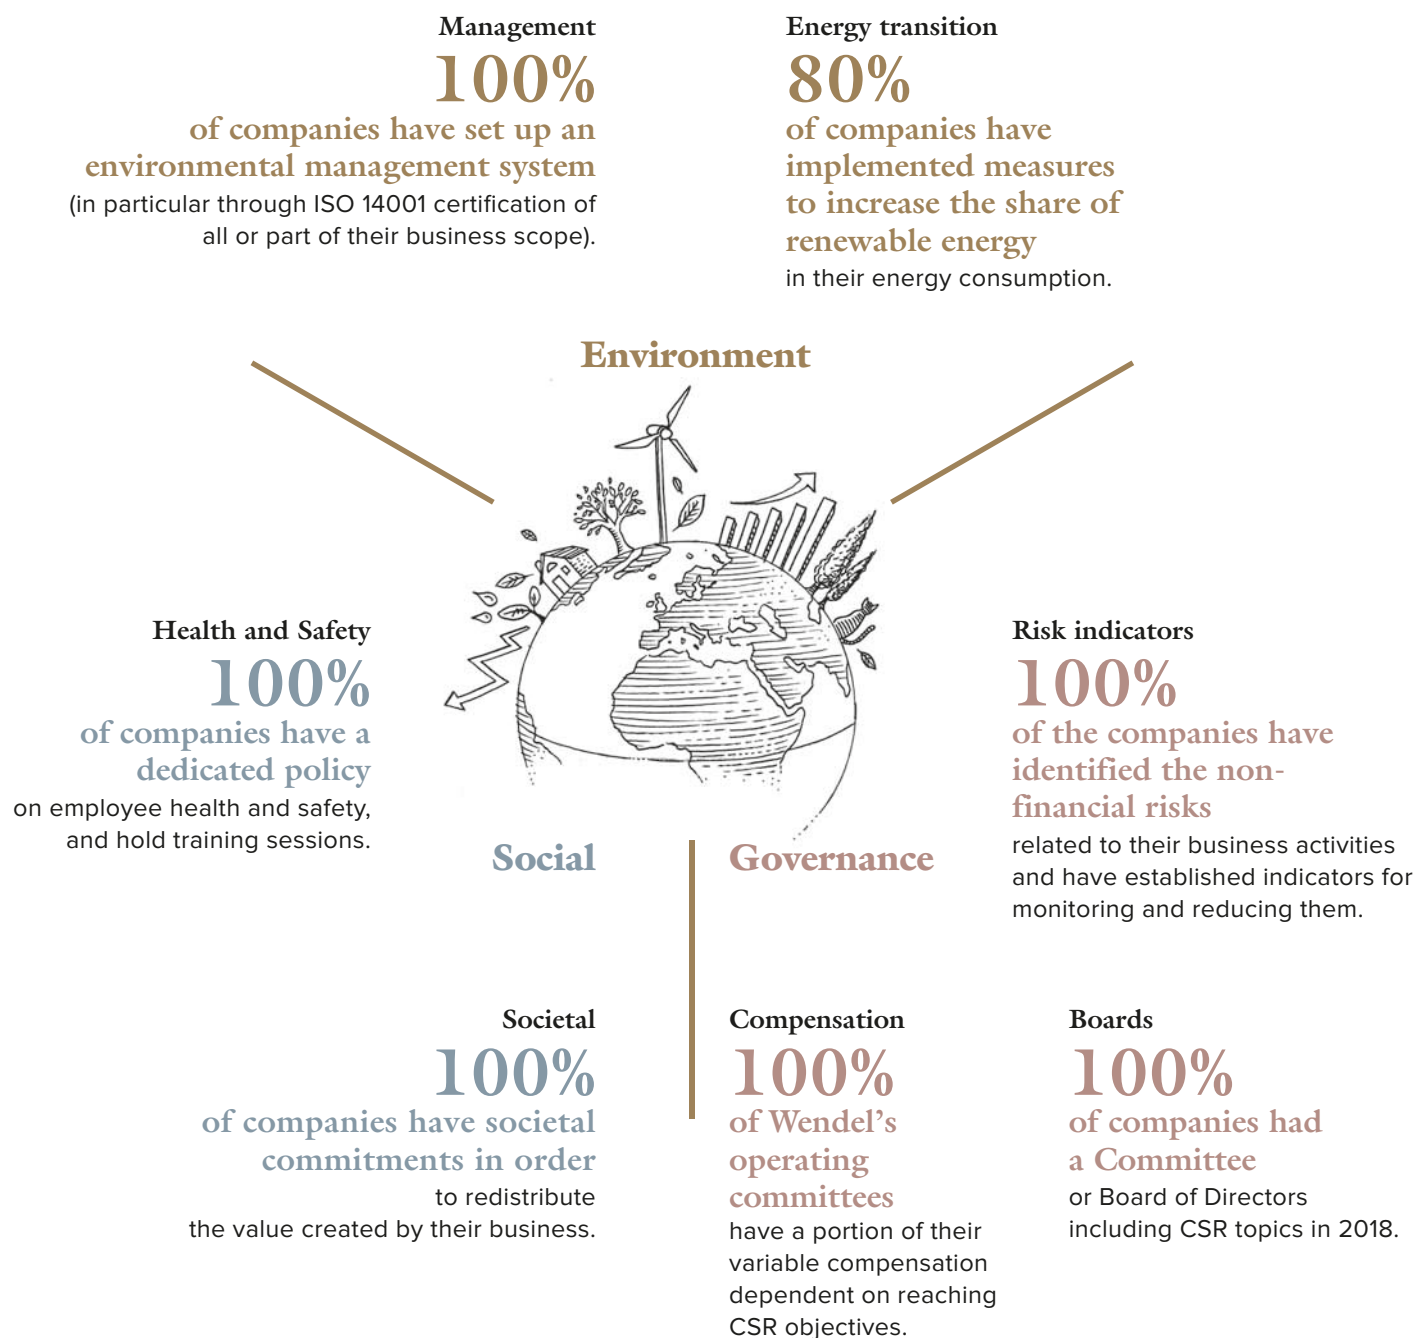 Management
100%
of companies have set up an
environmental management system
(in particular through ISO 14001 certification of
all or part of their business scope).
Energy transition
80%
of companies have
implemented measures
to increase the share of
renewable energy
in their energy consumption.
Environment
Health and Safety
100%
of companies have a
dedicated policy
on employee health and safety,
and hold training sessions.
Risk indicators
100%
of the companies have
identified the non-
financial risks
related to their business activities
and have established indicators for
monitoring and reducing them.
Social
Governance
Societal
100%
of companies have societal
commitments in order
to redistribute
the value created by their business.
Compensation
100%
of Wendel’s
operating
committees
have a portion of their
variable compensation
dependent on reaching
CSR objectives.
Boards
100%
of companies had
a Committee
or Board of Directors
including CSR topics in 2018.